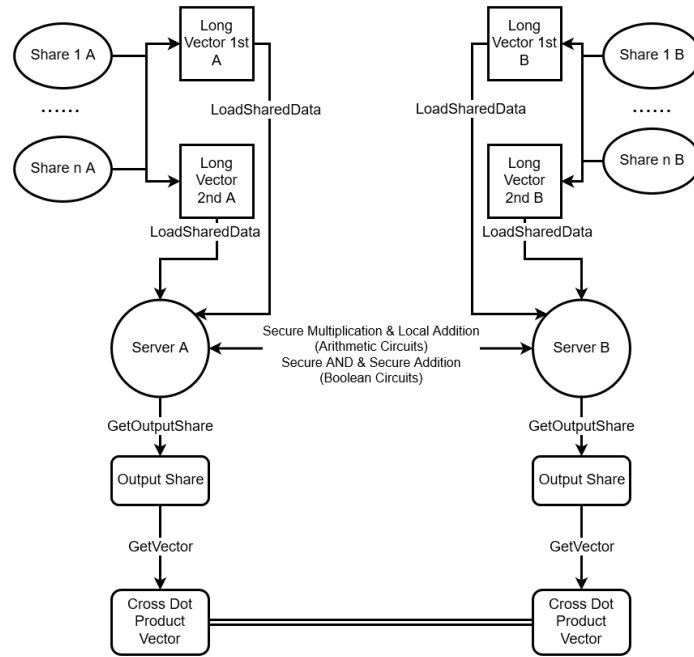 Share 1 A
......
Share n A
Long
Vector 1st
A
LoadSharedData
Long
Vector
2nd A
LoadSharedData
Long
Vector 1st
B
LoadSharedData
Long
Vector
2nd B
LoadSharedData
Share 1 B
......
Share n B
Server A
Secure Multiplication & Local Addition
(Arithmetic Circuits)
Secure AND & Secure Addition
(Boolean Circuits)
Server B
GetOutputShare
GetOutputShare
Output Share
Output Share
GetVector
GetVector
Cross Dot
Product
Vector
Cross Dot
Product
Vector